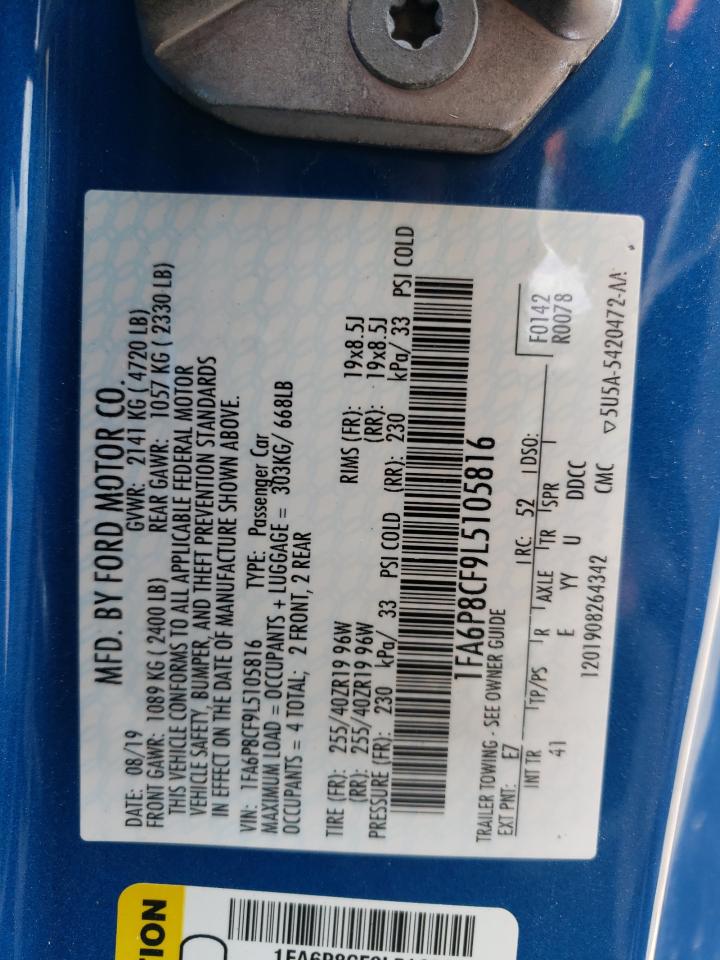 MFD. BY FORD MOTOR CO.
DATE: 08/19 GVWR: 2141 KG ( 4720 LB)
FRONT GAWR: 1089 KG ( 2400 LB) REAR GAWR: 1057 KG ( 2330 LB)
THIS VEHICLE CONFORMS TO ALL APPLICABLE FEDERAL MOTOR
VEHICLE SAFETY, BUMPER, AND THEFT PREVENTION STANDARDS
IN EFFECT ON THE DATE OF MANUFACTURE SHOWN ABOVE.
VIN: 1FA6P8CF9L5105816 TYPE: Passenger Car
MAXIMUM LOAD = OCCUPANTS + LUGGAGE = 303KG/ 668LB
OCCUPANTS = 4 TOTAL; 2 FRONT, 2 REAR
TIRE (FR): 255/40ZR19 96W RIMS (FR): 19x8.5J
(RR): 255/40ZR19 96W (RR): 19x8.5J
PRESSURE (FR): 230 kPa/ 33 PSI COLD (RR): 230 kPa/ 33 PSI COLD
1FA6P8CF9L5105816
TRAILER TOWING - SEE OWNER GUIDE
EXT PNT: E7 RC: 52 DSO: F0142
INT TR TP/PS R AXLE TR SPR R0078
41 E YY U DDCC
CMC
1201908264342 ▽5U5A-5420472-AA
TION